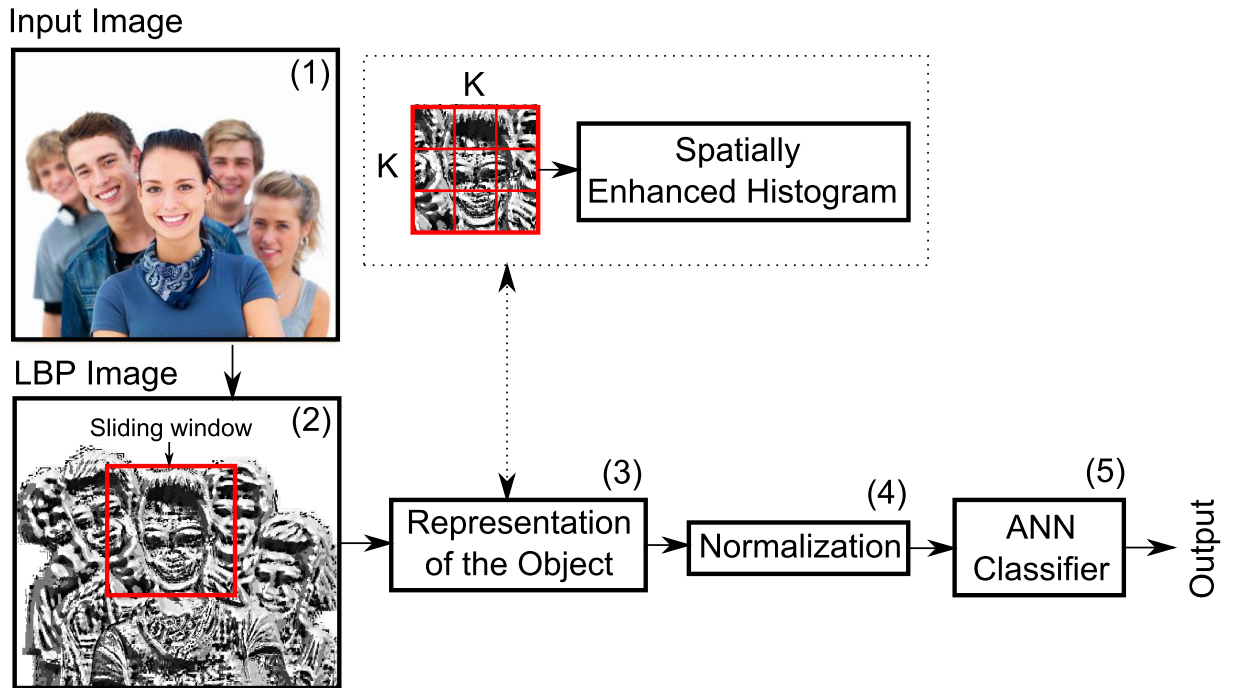 Input Image
(1)
K
K
Spatially
Enhanced Histogram
LBP Image
(2)
Sliding window
(3)
Representation
of the Object
(4)
Normalization
(5)
ANN
Classifier
Output